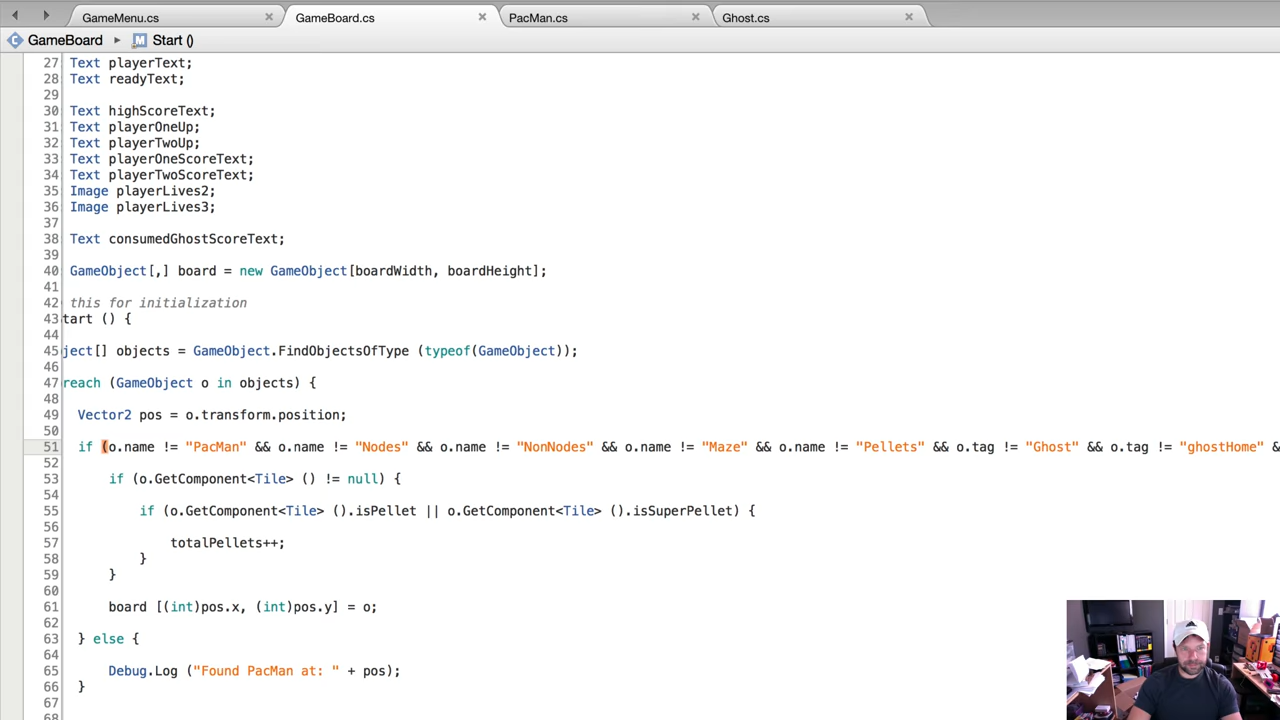 GameMenu.cs GameBoard.cs PacMan.cs Ghost.cs
GameBoard Start ()
27 Text playerText;
28 Text readyText;
29
30 Text highScoreText;
31 Text playerOneUp;
32 Text playerTwoUp;
33 Text playerOneScoreText;
34 Text playerTwoScoreText;
35 Image playerLives2;
36 Image playerLives3;
37
38 Text consumedGhostScoreText;
39
40 GameObject[,] board = new GameObject[boardWidth, boardHeight];
41
42 this for initialization
43 tart () {
44
45 ject[] objects = GameObject.FindObjectsOfType (typeof(GameObject));
46
47 reach (GameObject o in objects) {
48
49 Vector2 pos = o.transform.position;
50
51 if (o.name != "PacMan" && o.name != "Nodes" && o.name != "NonNodes" && o.name != "Maze" && o.name != "Pellets" && o.tag != "Ghost" && o.tag != "ghostHome" &
52
53 if (o.GetComponent<Tile> () != null) {
54
55 if (o.GetComponent<Tile> ().isPellet || o.GetComponent<Tile> ().isSuperPellet) {
56
57 totalPellets++;
58 }
59 }
60
61 board [(int)pos.x, (int)pos.y] = o;
62
63 } else {
64
65 Debug.Log ("Found PacMan at: " + pos);
66 }
67
68